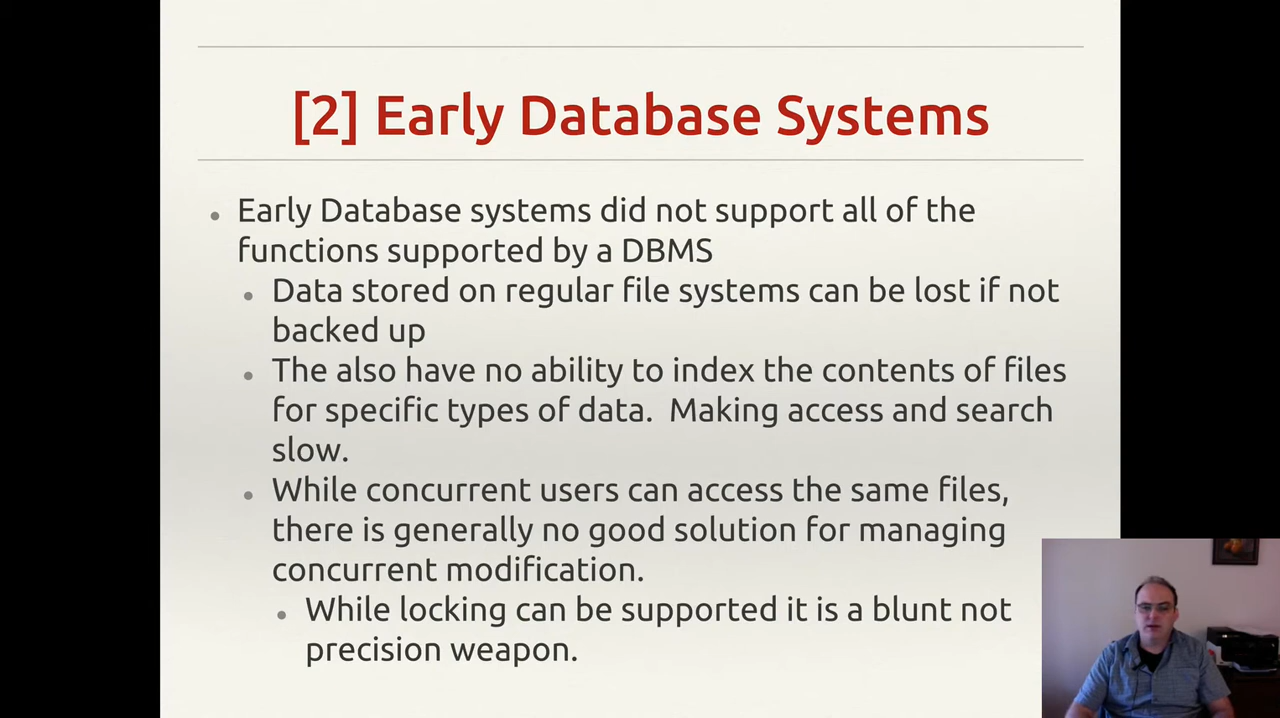 [2] Early Database Systems
Early Database systems did not support all of the
functions supported by a DBMS
Data stored on regular file systems can be lost if not
backed up
The also have no ability to index the contents of files
for specific types of data.  Making access and search
slow.
While concurrent users can access the same files,
there is generally no good solution for managing
concurrent modification.
While locking can be supported it is a blunt not
precision weapon.